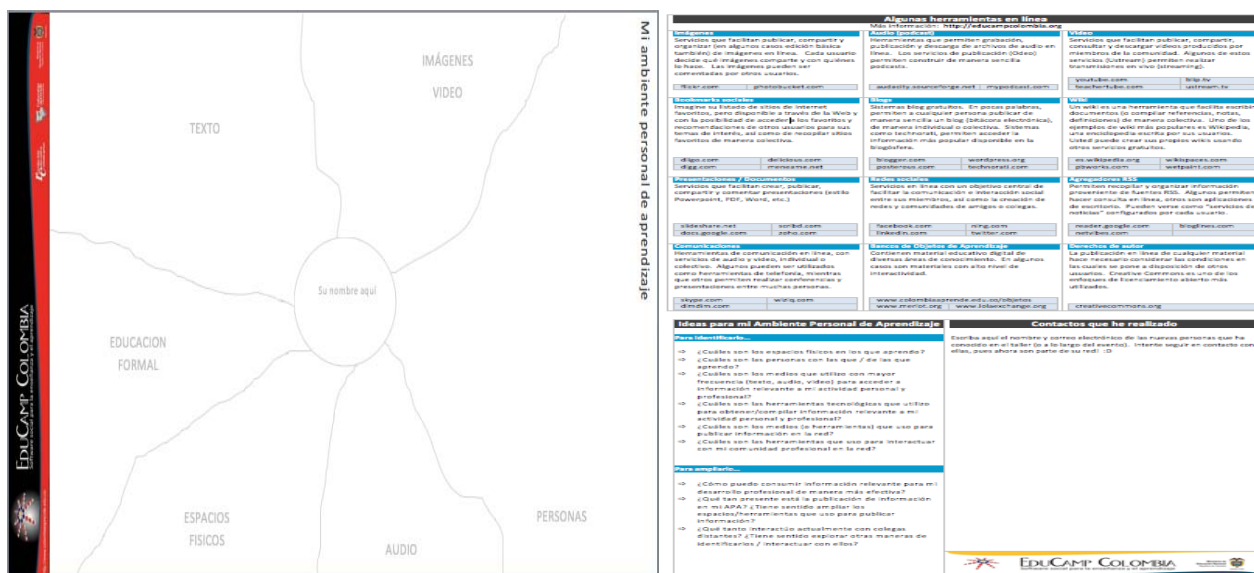 Mi ambiente personal de aprendizaje
IMÁGENES
VIDEO
TEXTO
Su nombre aquí
EDUCACION
FORMAL
ESPACIOS
FISICOS
AUDIO
PERSONAS
EDUCAMP COLOMBIA
Software social para la enseñanza y el aprendizaje
Algunas herramientas en línea
Más información: http://educampcolombia.org
Imágenes
Servicios que facilitan publicar, compartir y
organizar (en algunos casos edición básica
también) de imágenes en línea. Cada usuario
decide qué imágenes comparte y con quiénes
lo hace. Las imágenes pueden ser
comentadas por otros usuarios.
flickr.com photobucket.com
Audio (podcast)
Herramientas que permiten grabación,
publicación y descarga de archivos de audio en
línea. Los servicios de publicación (Odeo)
permiten construir de manera sencilla
podcasts.
audacity.sourceforge.net mypodcast.com
Video
Servicios que facilitan publicar, compartir,
consultar y descargar videos producidos por
miembros de la comunidad. Algunos de estos
servicios (Ustream) permiten realizar
transmisiones en vivo (streaming).
youtube.com blip.tv
teachertube.com ustream.tv
Bookmarks sociales
Imagine su listado de sitios de Internet
favoritos, pero disponible a través de la Web y
con la posibilidad de acceder a los favoritos y
recomendaciones de otros usuarios para sus
temas de interés, así como de recopilar sitios
favoritos de manera colectiva.
diigo.com delicious.com
digg.com meneame.net
Blogs
Sistemas blog gratuitos. En pocas palabras,
permiten a cualquier persona publicar de
manera sencilla un blog (bitácora electrónica),
de manera individual o colectiva. Sistemas
como technorati, permiten acceder la
información más popular disponible en la
blogósfera.
blogger.com wordpress.org
posterous.com technorati.com
Wiki
Un wiki es una herramienta que facilita escribir
documentos (o compilar referencias, notas,
definiciones) de manera colectiva. Uno de los
ejemplos de wiki más populares es Wikipedia,
una enciclopedia escrita por sus usuarios.
Usted puede crear sus propios wikis usando
otros servicios gratuitos.
es.wikipedia.org wikispaces.com
pbworks.com wetpaint.com
Presentaciones / Documentos
Servicios que facilitan crear, publicar,
compartir y comentar presentaciones (estilo
Powerpoint, PDF, Word, etc.)
slideshare.net scribd.com
docs.google.com zoho.com
Redes sociales
Servicios en línea con un objetivo central de
facilitar la comunicación e interacción social
entre sus miembros, así como la creación de
redes y comunidades de amigos o colegas.
facebook.com ning.com
linkedin.com twitter.com
Agregadores RSS
Permiten recopilar y organizar información
proveniente de fuentes RSS. Algunos permiten
hacer consulta en línea, otros son aplicaciones
de escritorio. Pueden verse como "servicios de
noticias" configurados por cada usuario.
reader.google.com bloglines.com
netvibes.com
Comunicaciones
Herramientas de comunicación en línea, con
servicios de audio y video, individual o
colectivo. Algunos pueden ser utilizados
como herramientas de telefonía, mientras
que otros permiten realizar conferencias y
presentaciones entre muchas personas.
skype.com wiziq.com
dimdim.com
Bancos de Objetos de Aprendizaje
Contienen material educativo digital de
diversas áreas de conocimiento. En algunos
casos son materiales con alto nivel de
interactividad.
www.colombiaaprende.edu.co/objetos
www.merlot.org www.lolaexchange.org
Derechos de autor
La publicación en línea de cualquier material
hace necesario considerar las condiciones en
las cuales se pone a disposición de otros
usuarios. Creative Commons es uno de los
enfoques de licenciamiento abierto más
utilizados.
creativecommons.org
Ideas para mi Ambiente Personal de Aprendizaje
Para identificarlo...
⇒ ¿Cuáles son los espacios físicos en los que aprendo?
⇒ ¿Cuáles son las personas con las que / de las que
aprendo?
⇒ ¿Cuáles son los medios que utilizo con mayor
frecuencia (texto, audio, video) para acceder a
información relevante a mi actividad personal y
profesional?
⇒ ¿Cuáles son las herramientas tecnológicas que utilizo
para obtener/compilar información relevante a mi
actividad personal y profesional?
⇒ ¿Cuáles son los medios (o herramientas) que uso para
publicar información en la red?
⇒ ¿Cuáles son las herramientas que uso para interactuar
con mi comunidad profesional en la red?
Para ampliarlo...
⇒ ¿Cómo puedo consumir información relevante para mi
desarrollo profesional de manera más efectiva?
⇒ ¿Qué tan presente está la publicación de información
en mi APA? ¿Tiene sentido ampliar los
espacios/herramientas que uso para publicar
información?
⇒ ¿Qué tanto interactúo actualmente con colegas
distantes? ¿Tiene sentido explorar otras maneras de
identificarlos / interactuar con ellos?
Contactos que he realizado
Escriba aquí el nombre y correo electrónico de las nuevas personas que ha
conocido en el taller (o a lo largo del evento). Intente seguir en contacto con
ellas, pues ahora son parte de su red! :D
EDUCAMP COLOMBIA
Software social para la enseñanza y el aprendizaje